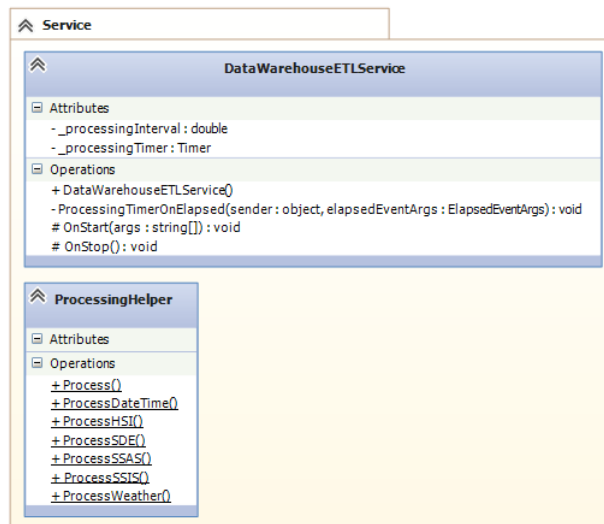 Service
DataWarehouseETLService
Attributes
- _processingInterval : double
- _processingTimer : Timer
Operations
+ DataWarehouseETLService()
- ProcessingTimerOnElapsed(sender : object, elapsedEventArgs : ElapsedEventArgs) : void
# OnStart(args : string[]) : void
# OnStop() : void
ProcessingHelper
Attributes
Operations
+ Process()
+ ProcessDateTime()
+ ProcessHSI()
+ ProcessSDE()
+ ProcessSSAS()
+ ProcessSSIS()
+ ProcessWeather()